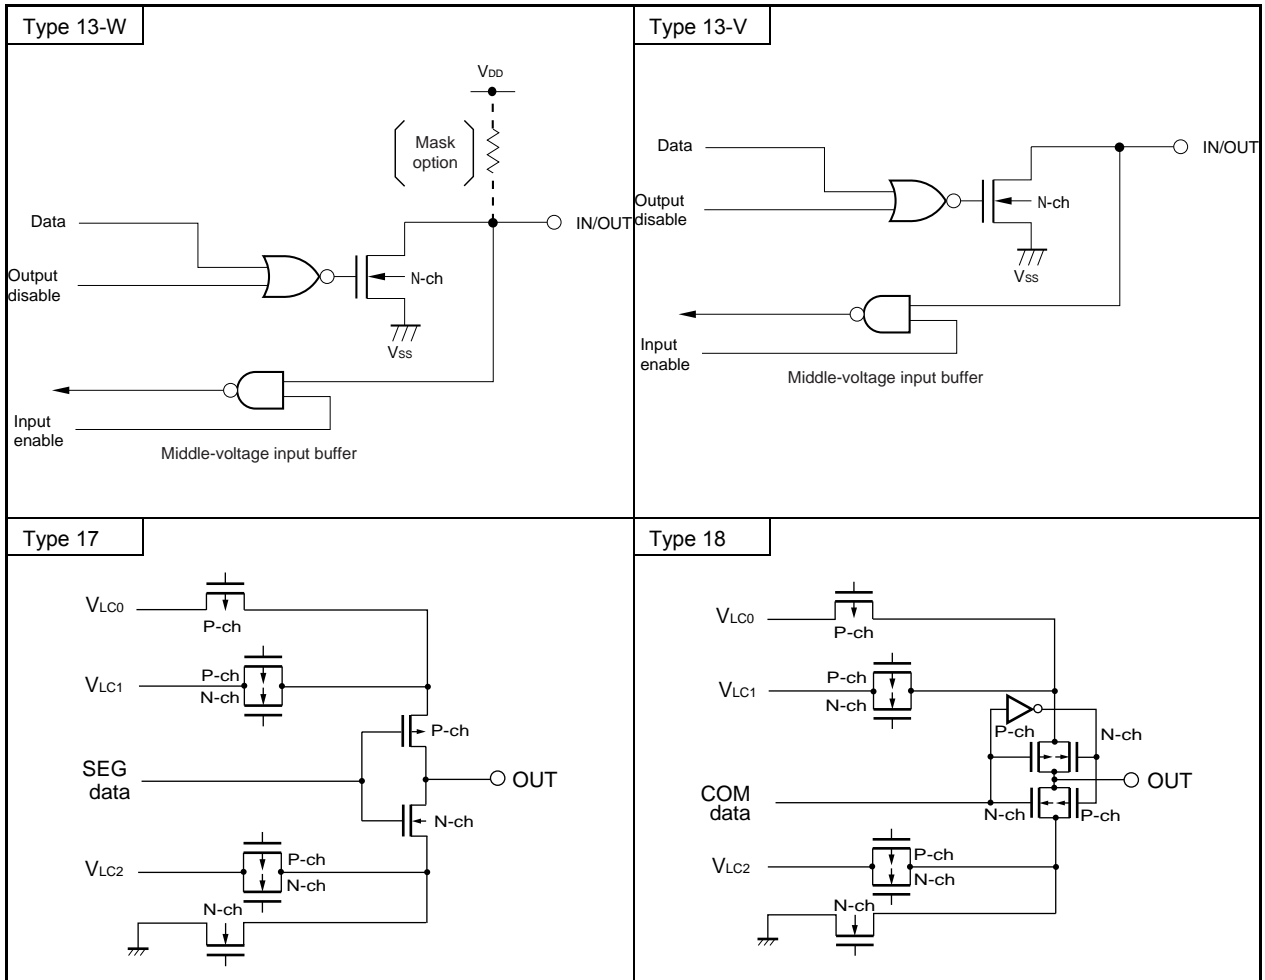 Type 13-W
VDD
Mask
option
Data
IN/OUT
Output
disable
N-ch
VSS
Input
enable
Middle-voltage input buffer
Type 13-V
Data
IN/OUT
Output
disable
N-ch
VSS
Input
enable
Middle-voltage input buffer
Type 17
VLC0
P-ch
VLC1
P-ch
N-ch
P-ch
SEG
data
OUT
N-ch
VLC2
P-ch
N-ch
N-ch
Type 18
VLC0
P-ch
VLC1
P-ch
N-ch
P-ch
N-ch
OUT
COM
data
N-ch
P-ch
VLC2
P-ch
N-ch
N-ch